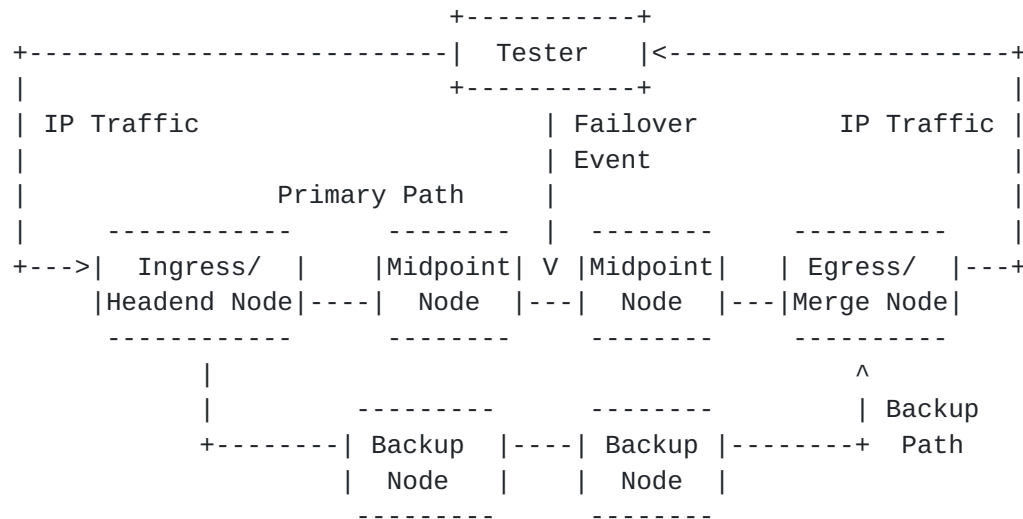 Tester
IP Traffic Failover IP Traffic
Event
Primary Path
Ingress/ Midpoint V Midpoint Egress/
Headend Node Node Node Merge Node
Backup
Backup Backup Path
Node Node